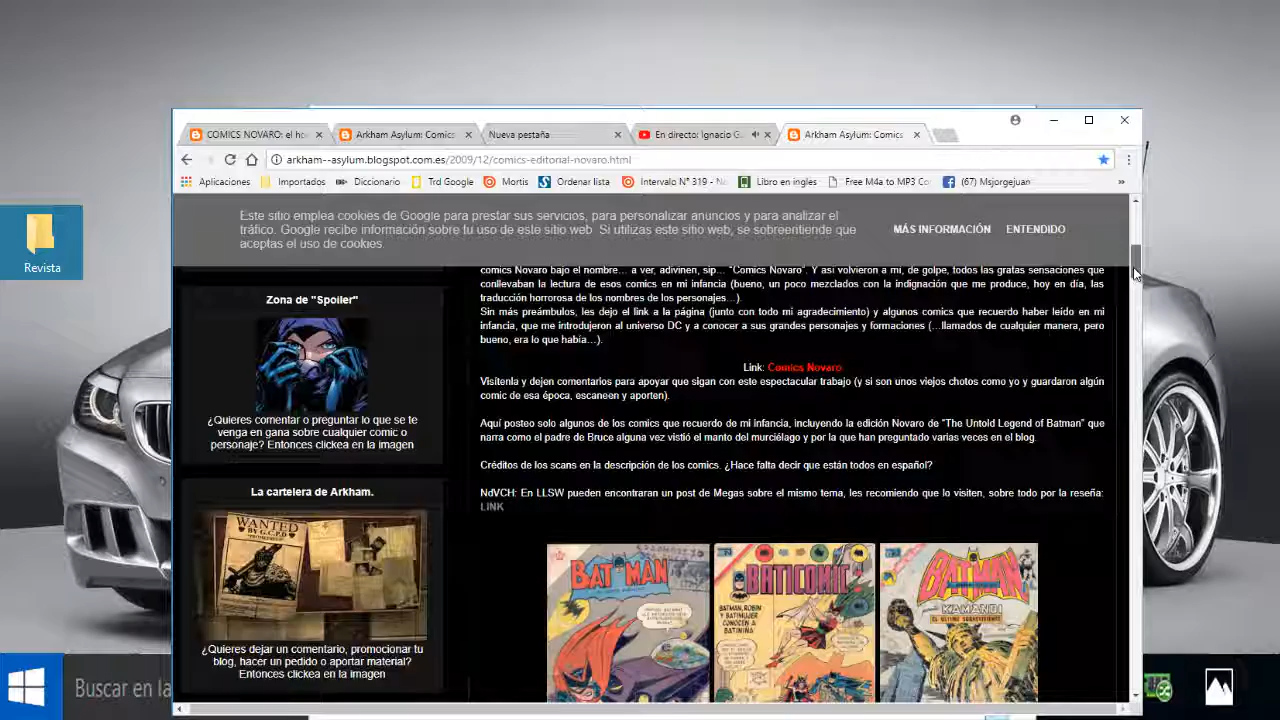 COMICS NOVARO: el ho
Arkham Asylum: Comics
Nueva pestaña
En directo: Ignacio G
Arkham Asylum: Comics
arkham--asylum.blogspot.com.es/2009/12/comics-editorial-novaro.html
Aplicaciones
Importados
Diccionario
Trd Google
Mortis
Ordenar lista
Intervalo N° 319 - N
Libro en ingles
Free M4a to MP3 Co
(67) Msjorgejuan
»
Este sitio emplea cookies de Google para prestar sus servicios, para personalizar anuncios y para analizar el
tráfico. Google recibe información sobre tu uso de este sitio web. Si utilizas este sitio web, se sobreentiende que
aceptas el uso de cookies.
MÁS INFORMACIÓN
ENTENDIDO
Revista
Zona de "Spoiler"
¿Quieres comentar o preguntar lo que se te
venga en gana sobre cualquier comic o
personaje? Entonces clickea en la imagen
La cartelera de Arkham.
WANTED
BY G.C.P.D
¿Quieres dejar un comentario, promocionar tu
blog, hacer un pedido o aportar material?
Entonces clickea en la imagen
comics Novaro bajo el nombre... a ver, adivinen, sip... "Comics Novaro". Y así volvieron a mi, de golpe, todos las gratas sensaciones que
conllevaban la lectura de esos comics en mi infancia (bueno, un poco mezclados con la indignación que me produce, hoy en día, las
traducción horrorosa de los nombres de los personajes...).
Sin más preámbulos, les dejo el link a la página (junto con todo mi agradecimiento) y algunos comics que recuerdo haber leído en mi
infancia, que me introdujeron al universo DC y a conocer a sus grandes personajes y formaciones (...llamados de cualquier manera, pero
bueno, era lo que había...).
Link: Comics Novaro
Visítenla y dejen comentarios para apoyar que sigan con este espectacular trabajo (y si son unos viejos chotos como yo y guardaron algún
comic de esa época, escaneen y aporten).
Aquí posteo solo algunos de los comics que recuerdo de mi infancia, incluyendo la edición Novaro de "The Untold Legend of Batman" que
narra como el padre de Bruce alguna vez vistió el manto del murciélago y por la que han preguntado varias veces en el blog.
Créditos de los scans en la descripción de los comics. ¿Hace falta decir que están todos en español?
NdVCH: En LLSW pueden encontraran un post de Megas sobre el mismo tema, les recomiendo que lo visiten, sobre todo por la reseña:
LINK
BATMAN
BATICOMIC
BATMAN, ROBIN
Y BATIMUJER
CONOCEN A
BATININA
BATMAN
KAMANDI
EL ULTIMO SOBREVIVIENTE
Buscar en la